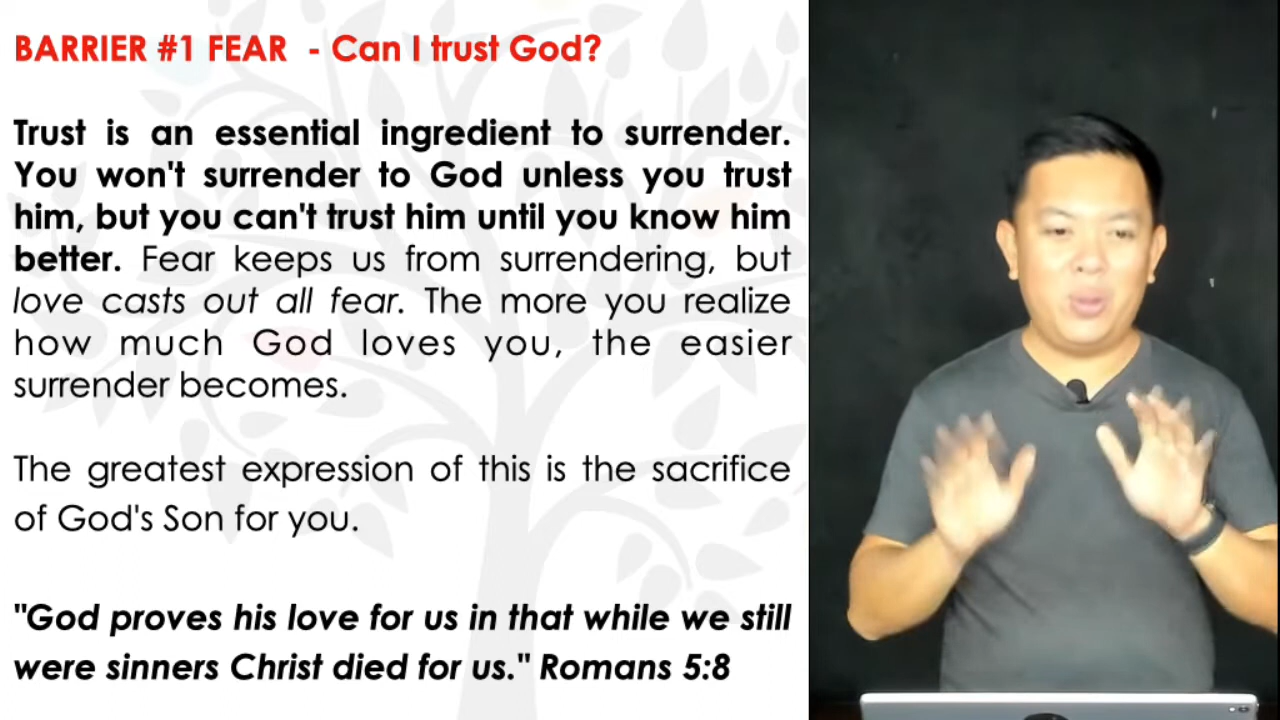 BARRIER #1 FEAR - Can I trust God?
Trust is an essential ingredient to surrender.
You won't surrender to God unless you trust
him, but you can't trust him until you know him
better. Fear keeps us from surrendering, but
love casts out all fear. The more you realize
how much God loves you, the easier
surrender becomes.
The greatest expression of this is the sacrifice
of God's Son for you.
"God proves his love for us in that while we still
were sinners Christ died for us." Romans 5:8